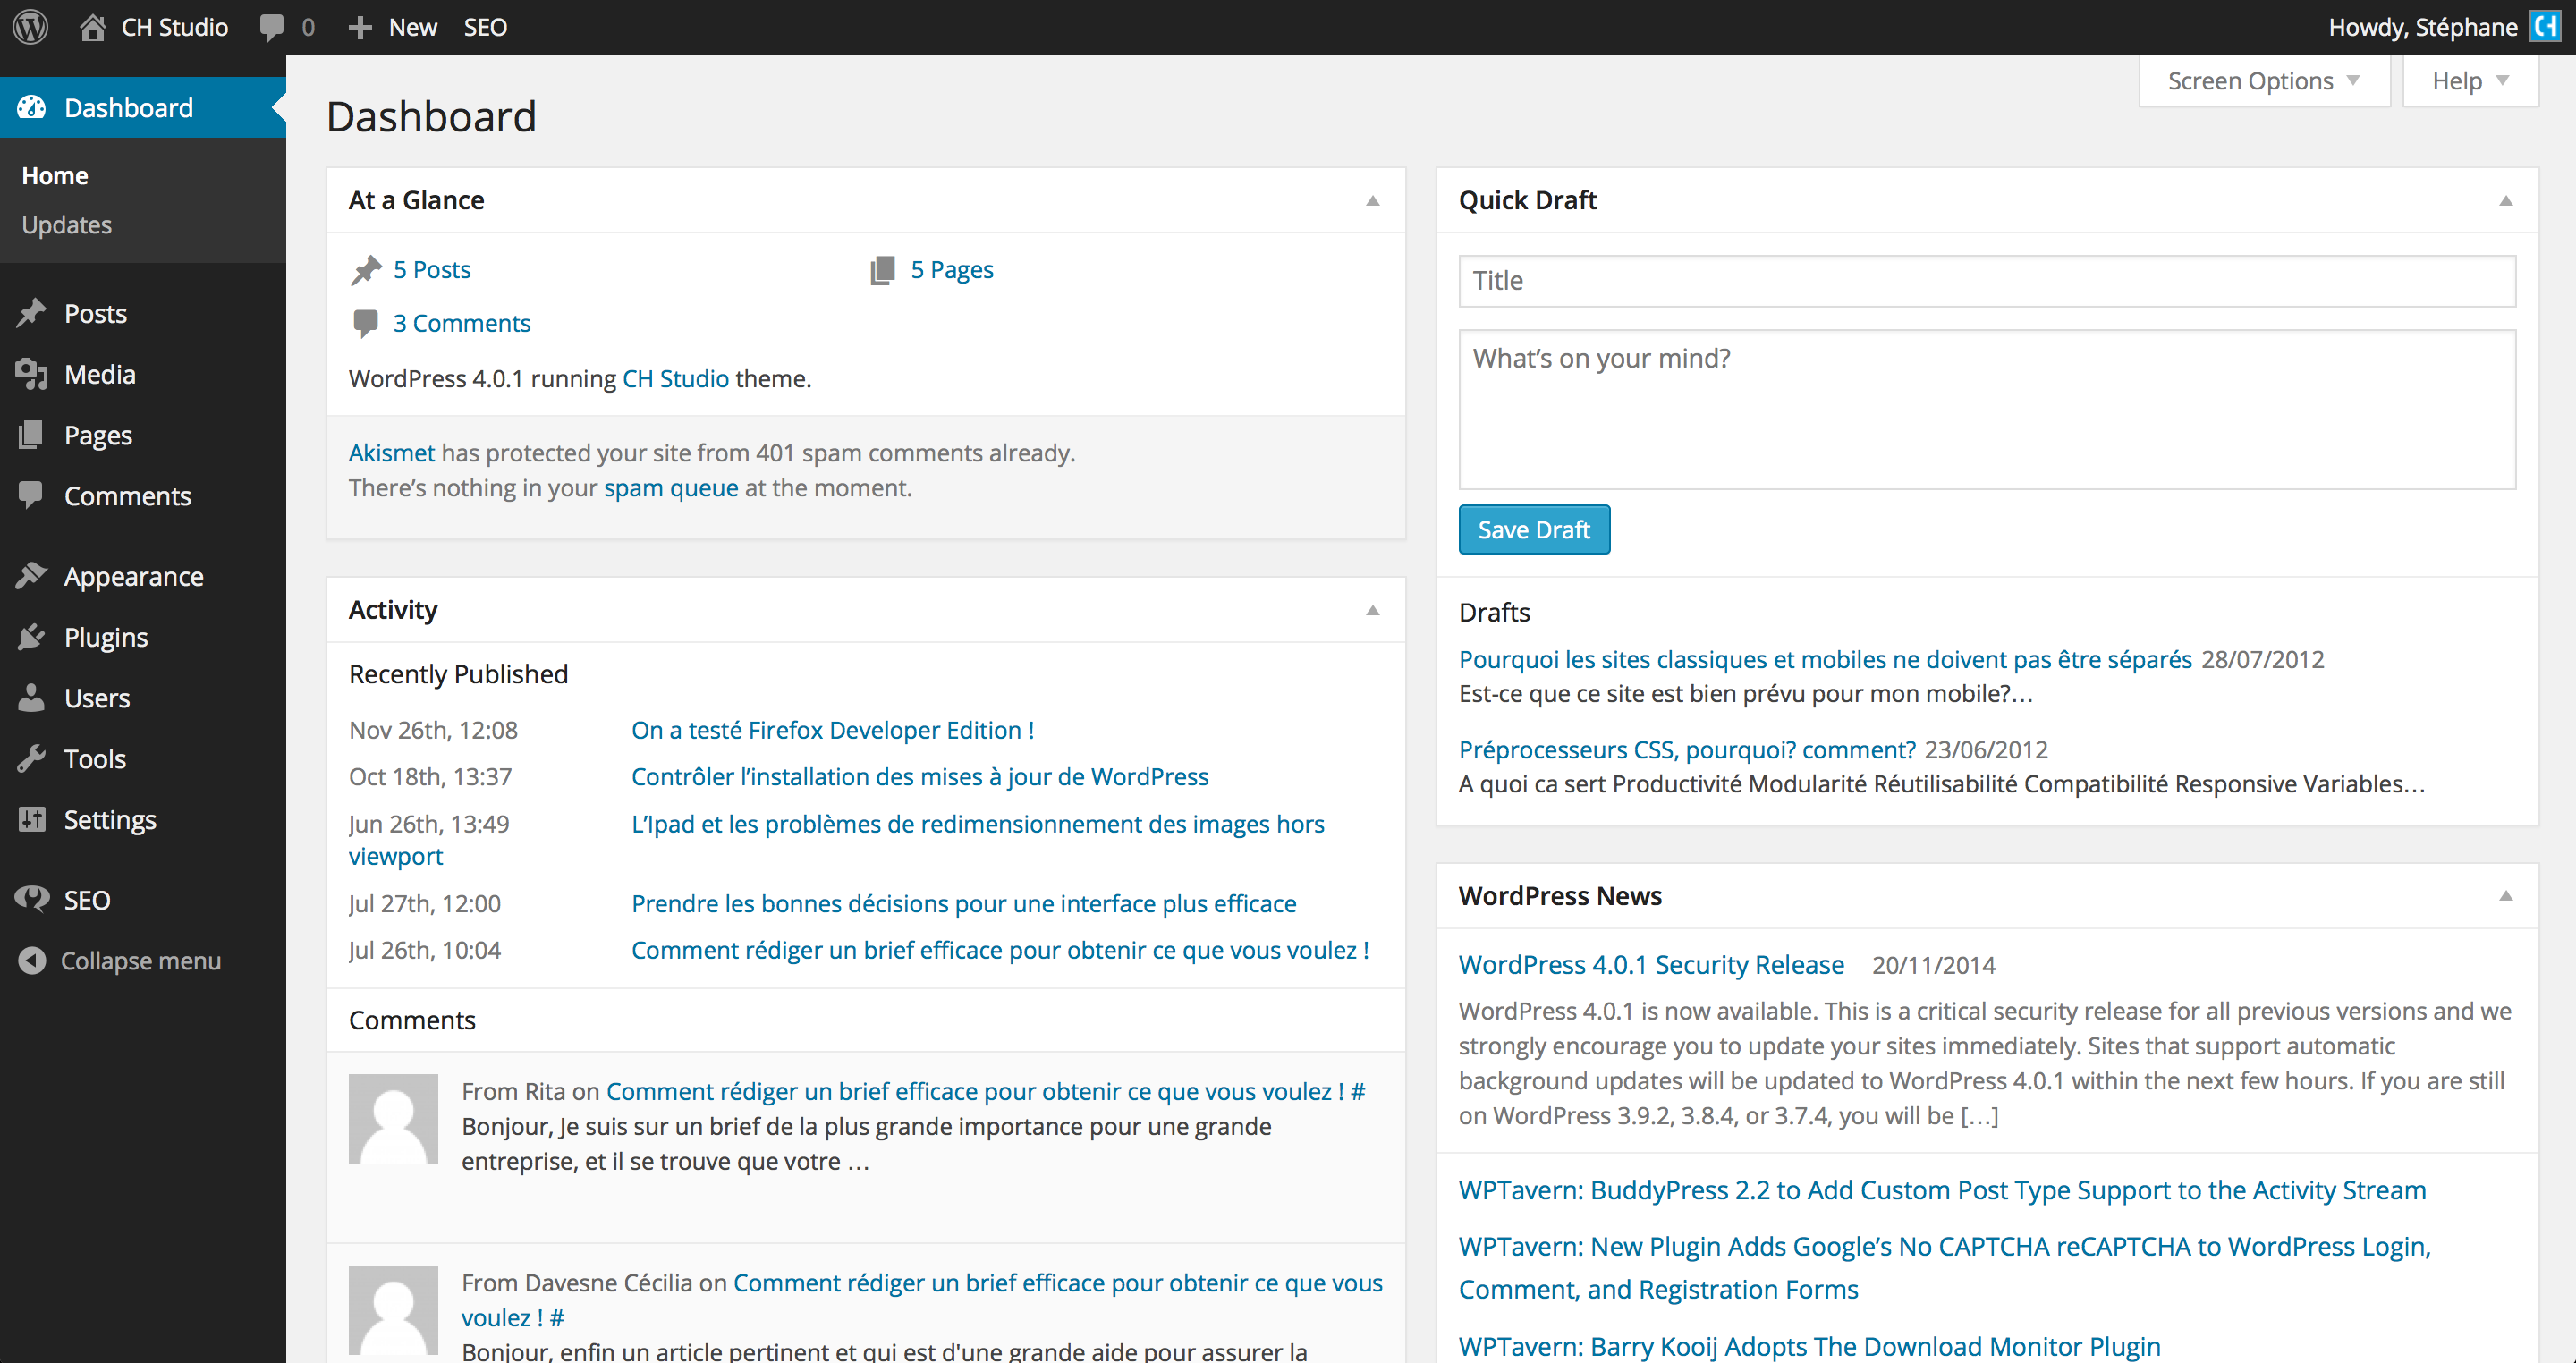 CH Studio 0 New SEO Howdy, Stéphane
Screen Options Help
Dashboard
Home
Updates
Posts
Media
Pages
Comments
Appearance
Plugins
Users
Tools
Settings
SEO
Collapse menu
Dashboard
At a Glance
5 Posts 5 Pages
3 Comments
WordPress 4.0.1 running CH Studio theme.
Akismet has protected your site from 401 spam comments already.
There’s nothing in your spam queue at the moment.
Activity
Recently Published
Nov 26th, 12:08 On a testé Firefox Developer Edition !
Oct 18th, 13:37 Contrôler l’installation des mises à jour de WordPress
Jun 26th, 13:49 L’Ipad et les problèmes de redimensionnement des images hors
viewport
Jul 27th, 12:00 Prendre les bonnes décisions pour une interface plus efficace
Jul 26th, 10:04 Comment rédiger un brief efficace pour obtenir ce que vous voulez !
Comments
From Rita on Comment rédiger un brief efficace pour obtenir ce que vous voulez ! #
Bonjour, Je suis sur un brief de la plus grande importance pour une grande
entreprise, et il se trouve que votre …
From Davesne Cécilia on Comment rédiger un brief efficace pour obtenir ce que vous
voulez ! #
Bonjour, enfin un article pertinent et qui est d'une grande aide pour assurer la
Quick Draft
Title
What’s on your mind?
Save Draft
Drafts
Pourquoi les sites classiques et mobiles ne doivent pas être séparés 28/07/2012
Est-ce que ce site est bien prévu pour mon mobile?…
Préprocesseurs CSS, pourquoi? comment? 23/06/2012
A quoi ca sert Productivité Modularité Réutilisabilité Compatibilité Responsive Variables…
WordPress News
WordPress 4.0.1 Security Release 20/11/2014
WordPress 4.0.1 is now available. This is a critical security release for all previous versions and we
strongly encourage you to update your sites immediately. Sites that support automatic
background updates will be updated to WordPress 4.0.1 within the next few hours. If you are still
on WordPress 3.9.2, 3.8.4, or 3.7.4, you will be […]
WPTavern: BuddyPress 2.2 to Add Custom Post Type Support to the Activity Stream
WPTavern: New Plugin Adds Google’s No CAPTCHA reCAPTCHA to WordPress Login,
Comment, and Registration Forms
WPTavern: Barry Kooij Adopts The Download Monitor Plugin